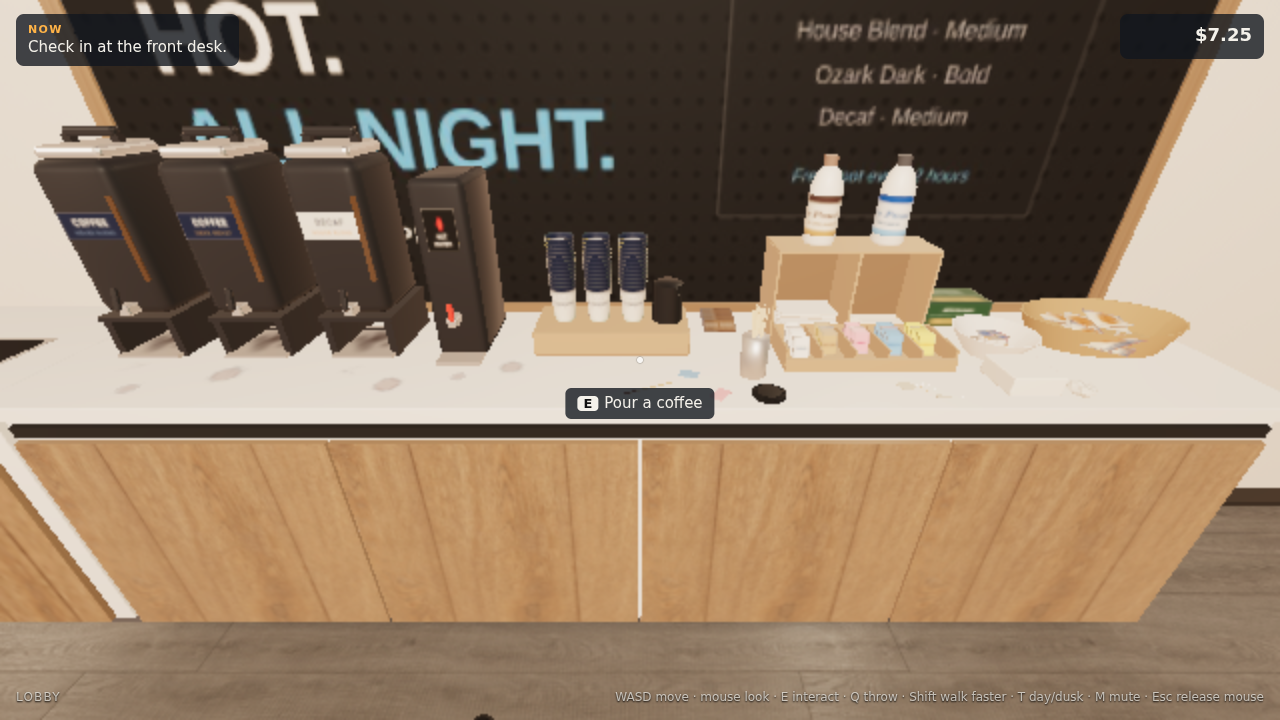 NOW
Check in at the front desk.
$7.25
HOT.
ALL NIGHT.
House Blend · Medium
Ozark Dark · Bold
Decaf · Medium
hours
COFFEE
COFFEE
DECAF
E Pour a coffee
LOBBY
WASD move · mouse look · E interact · Q throw · Shift walk faster · T day/dusk · M mute · Esc release mouse